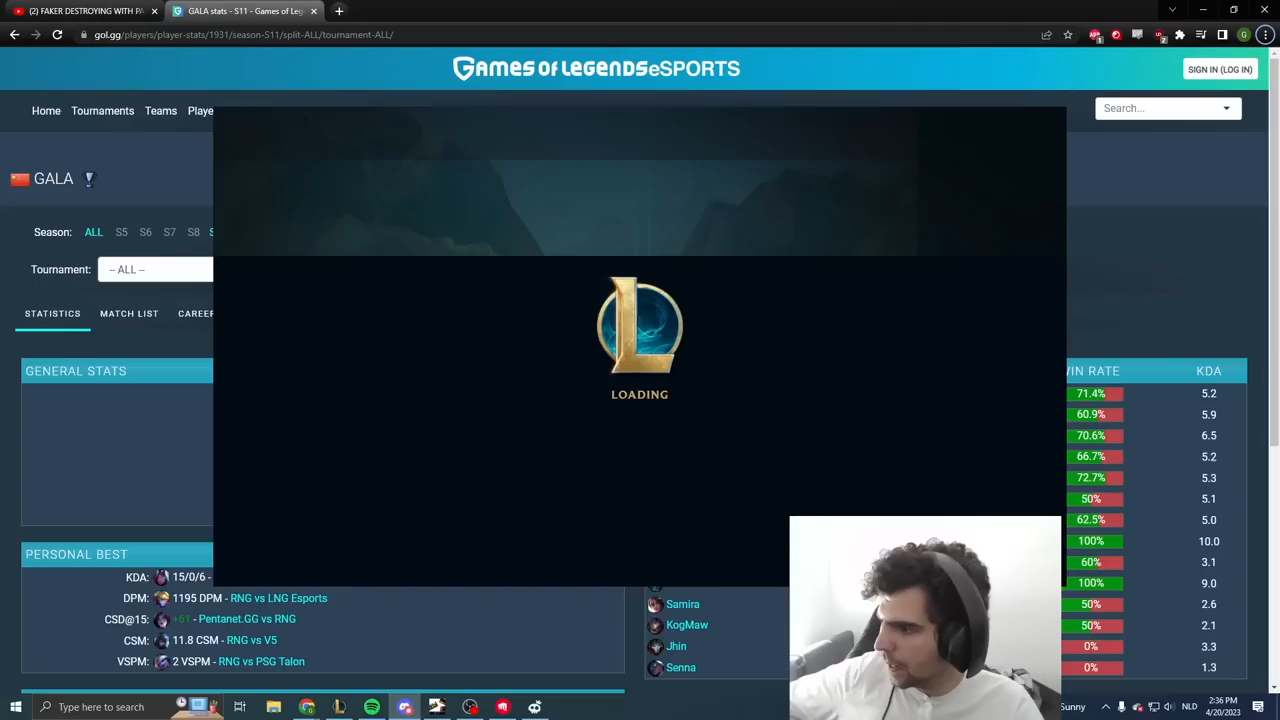 (2) FAKER DESTROYING WITH PA
GALA stats - S11 - Games of Leg
gol.gg/players/player-stats/1931/season-S11/split-ALL/tournament-ALL/
GAMES OF LEGENDS eSPORTS
SIGN IN (LOG IN)
Home Tournaments Teams Playe
Search...
GALA
Season: ALL S5 S6 S7 S8 S
Tournament: -- ALL --
STATISTICS MATCH LIST CAREER
LOADING
GENERAL STATS
WIN RATE KDA
71.4% 5.2
60.9% 5.9
70.6% 6.5
66.7% 5.2
72.7% 5.3
50% 5.1
62.5% 5.0
100% 10.0
60% 3.1
100% 9.0
Samira 50% 2.6
KogMaw 50% 2.1
Jhin 0% 3.3
Senna 0% 1.3
PERSONAL BEST
KDA: 15/0/6 -
DPM: 1195 DPM - RNG vs LNG Esports
CSD@15: +61 - Pentanet.GG vs RNG
CSM: 11.8 CSM - RNG vs V5
VSPM: 2 VSPM - RNG vs PSG Talon
Type here to search
Sunny
NLD
2:36 PM
4/20/2023